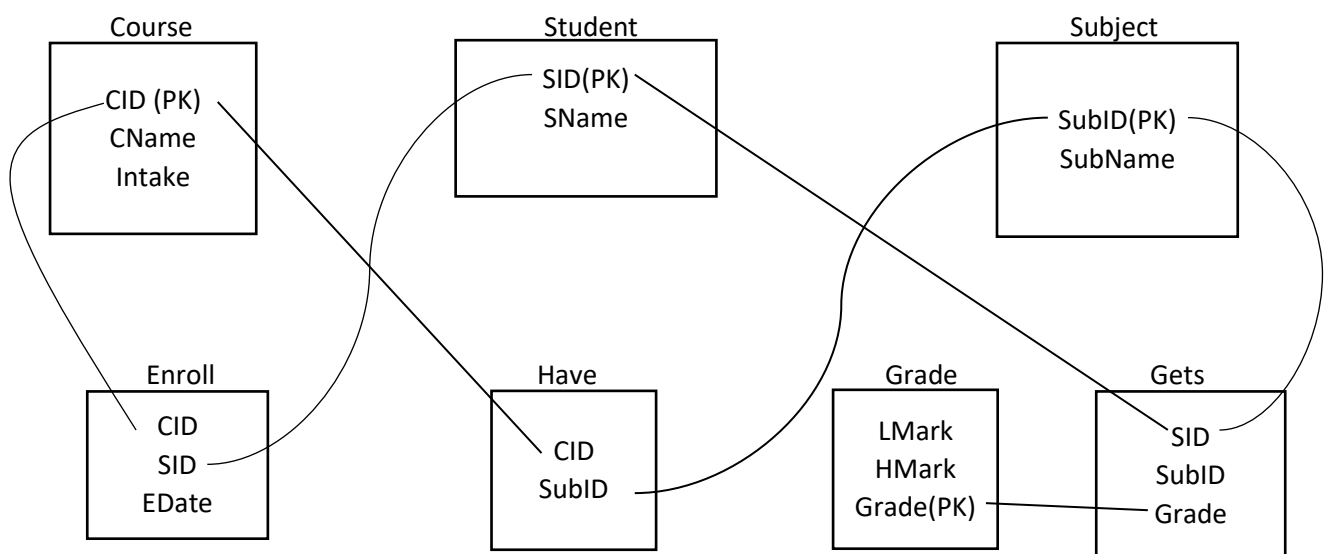 Course
CID (PK)
CName
Intake
Student
SID(PK)
SName
Subject
SubID(PK)
SubName
Enroll
CID
SID
EDate
Have
CID
SubID
Grade
LMark
HMark
Grade(PK)
Gets
SID
SubID
Grade